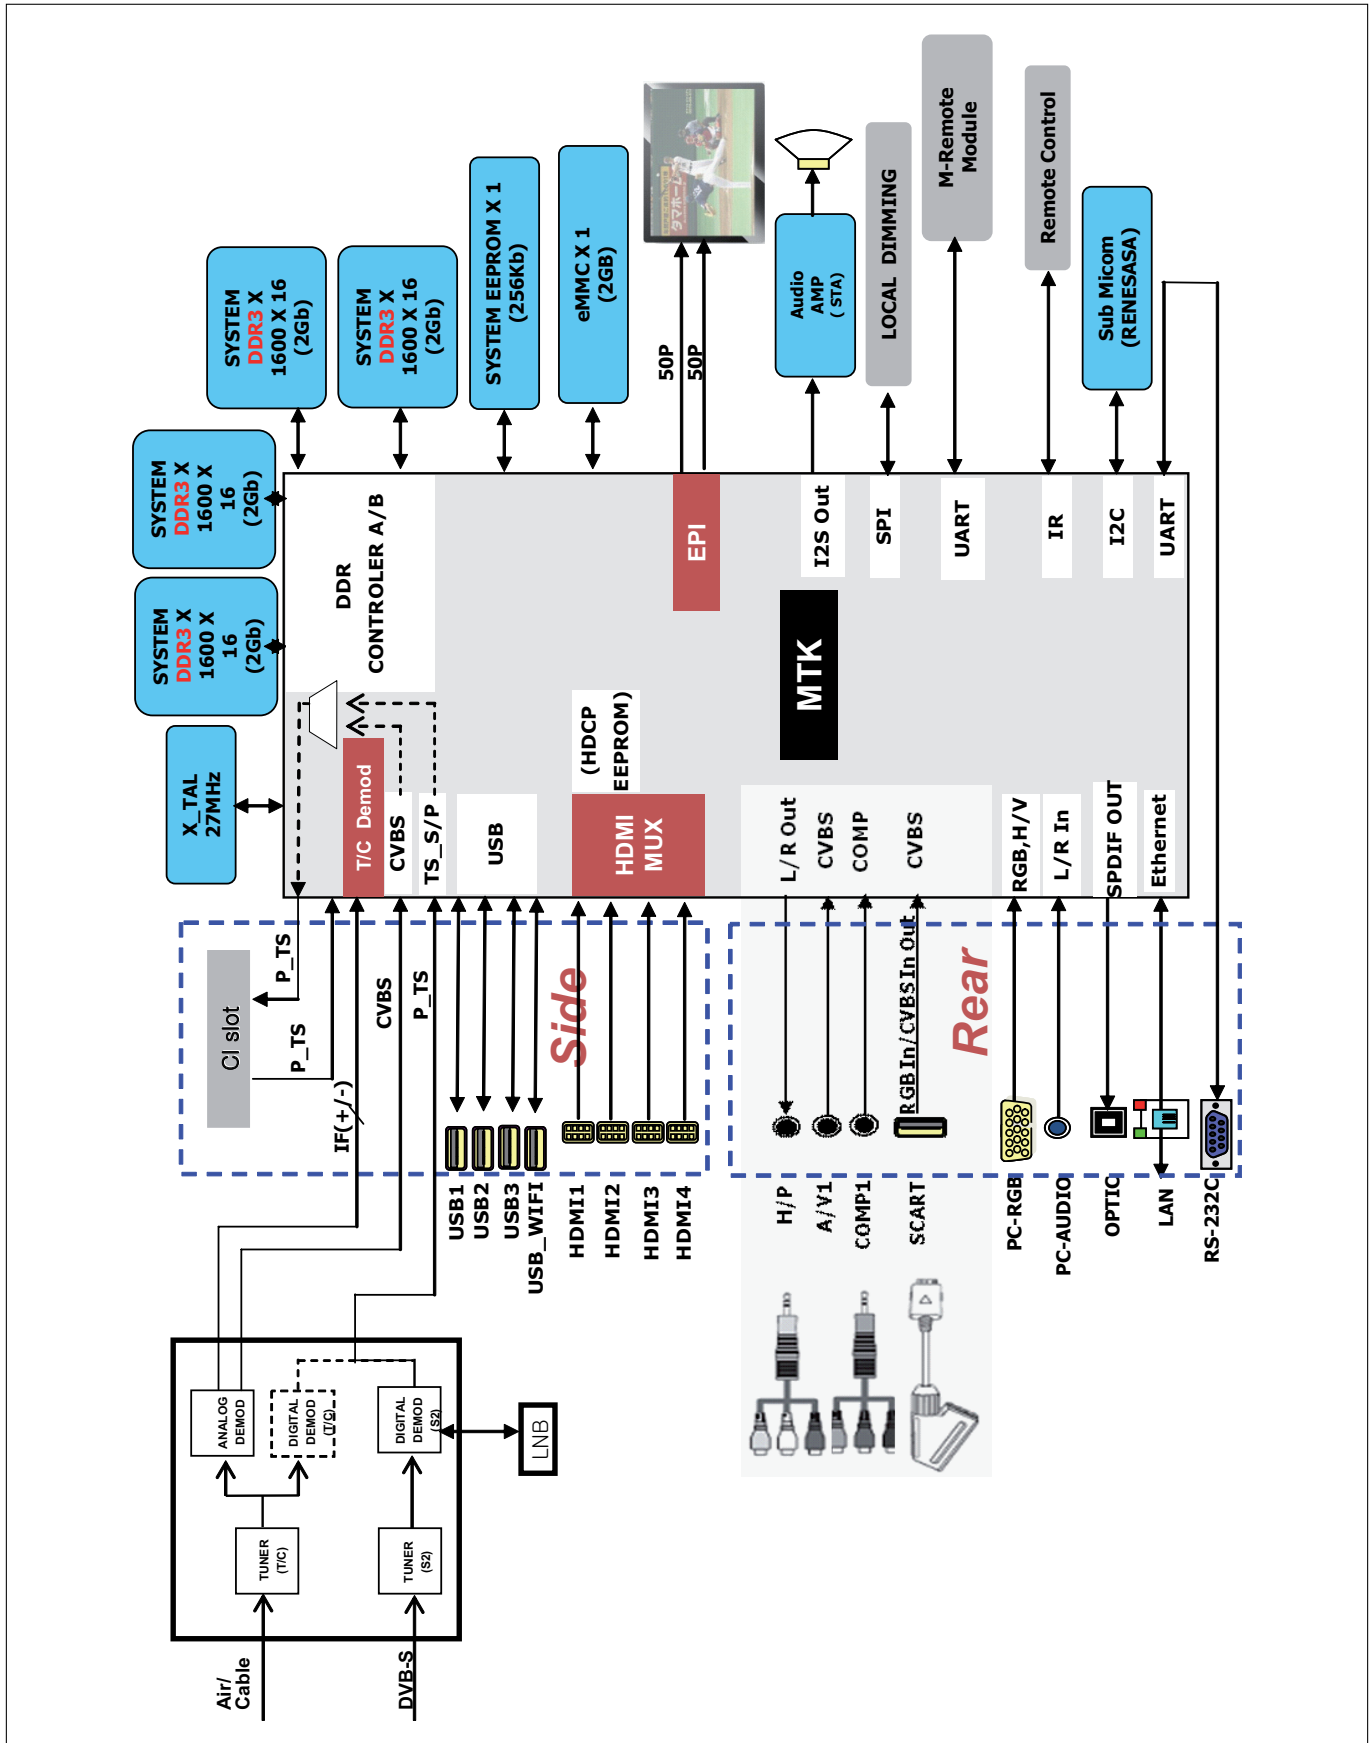 Air/
Cable
DVB-S
TUNER
(T/C)
TUNER
(S2)
ANALOG
DEMOD
DIGITAL
DEMOD
(T/C)
DIGITAL
DEMOD
(S2)
LNB
CI slot
P_TS
P_TS
IF(+/-)
CVBS
P_TS
Side
USB1
USB2
USB3
USB_WIFI
HDMI1
HDMI2
HDMI3
HDMI4
Rear
RGB In/CVBS In Out
H/P
A/V1
COMP1
SCART
PC-RGB
PC-AUDIO
OPTIC
LAN
RS-232C
X_TAL
27MHz
T/C Demod
CVBS
TS_S/P
USB
HDMI
MUX
(HDCP
EEPROM)
L/R Out
CVBS
COMP
CVBS
RGB,H/V
L/R In
SPDIF OUT
Ethernet
MTK
DDR
CONTROLER A/B
EPI
I2S Out
SPI
UART
IR
I2C
UART
SYSTEM
DDR3 X
1600 X
16
(2Gb)
SYSTEM
DDR3 X
1600 X
16
(2Gb)
SYSTEM
DDR3 X
1600 X 16
(2Gb)
SYSTEM
DDR3 X
1600 X 16
(2Gb)
SYSTEM EEPROM X 1
(256Kb)
eMMC X 1
(2GB)
50P
50P
タマホーム
Audio
AMP
( STA)
LOCAL DIMMING
M-Remote
Module
Remote Control
Sub Micom
(RENESASA)